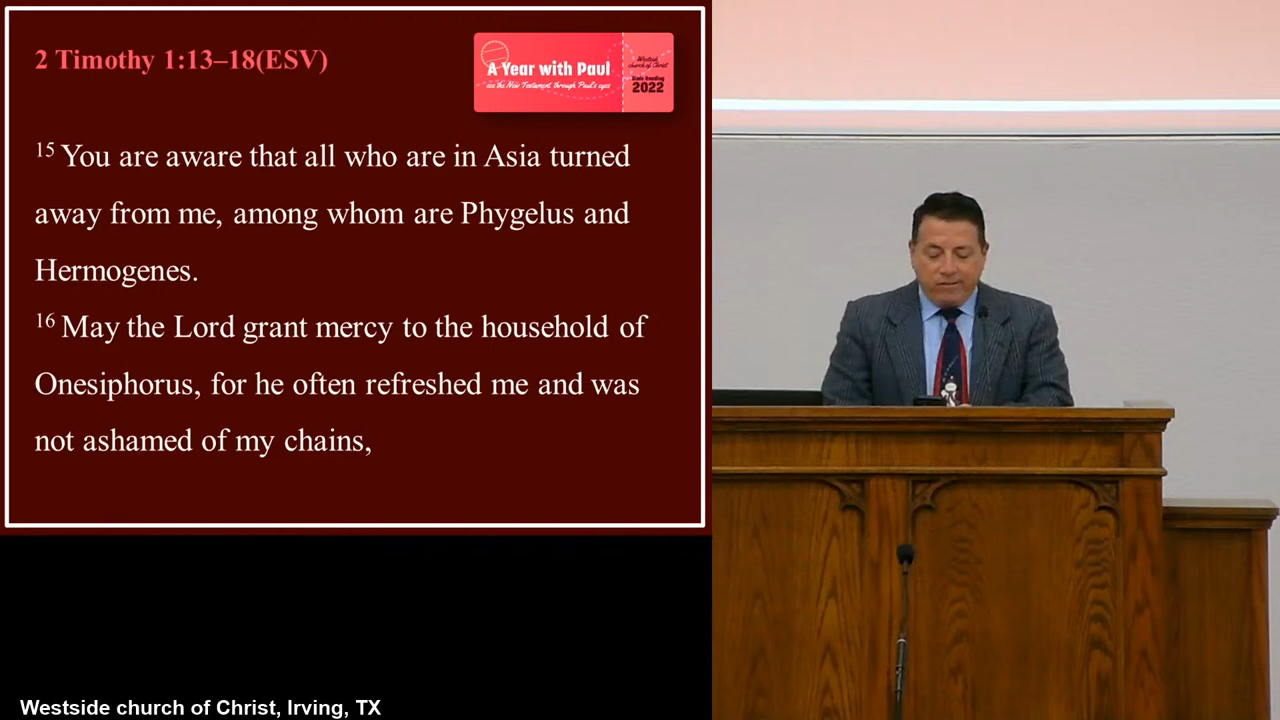 2 Timothy 1:13–18(ESV)
A Year with Paul
see the New Testament through Paul's eyes
Westside
church of Christ
Bible Reading
2022
15 You are aware that all who are in Asia turned
away from me, among whom are Phygelus and
Hermogenes.
16 May the Lord grant mercy to the household of
Onesiphorus, for he often refreshed me and was
not ashamed of my chains,
Westside church of Christ, Irving, TX